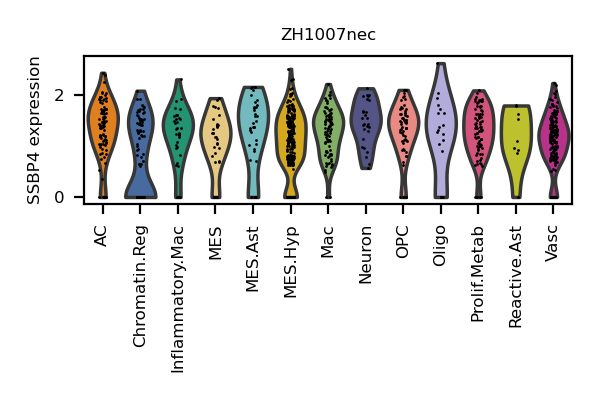 ZH1007nec
SSBP4 expression
2
0
AC
Chromatin.Reg
Inflammatory.Mac
MES
MES.Ast
MES.Hyp
Mac
Neuron
OPC
Oligo
Prolif.Metab
Reactive.Ast
Vasc